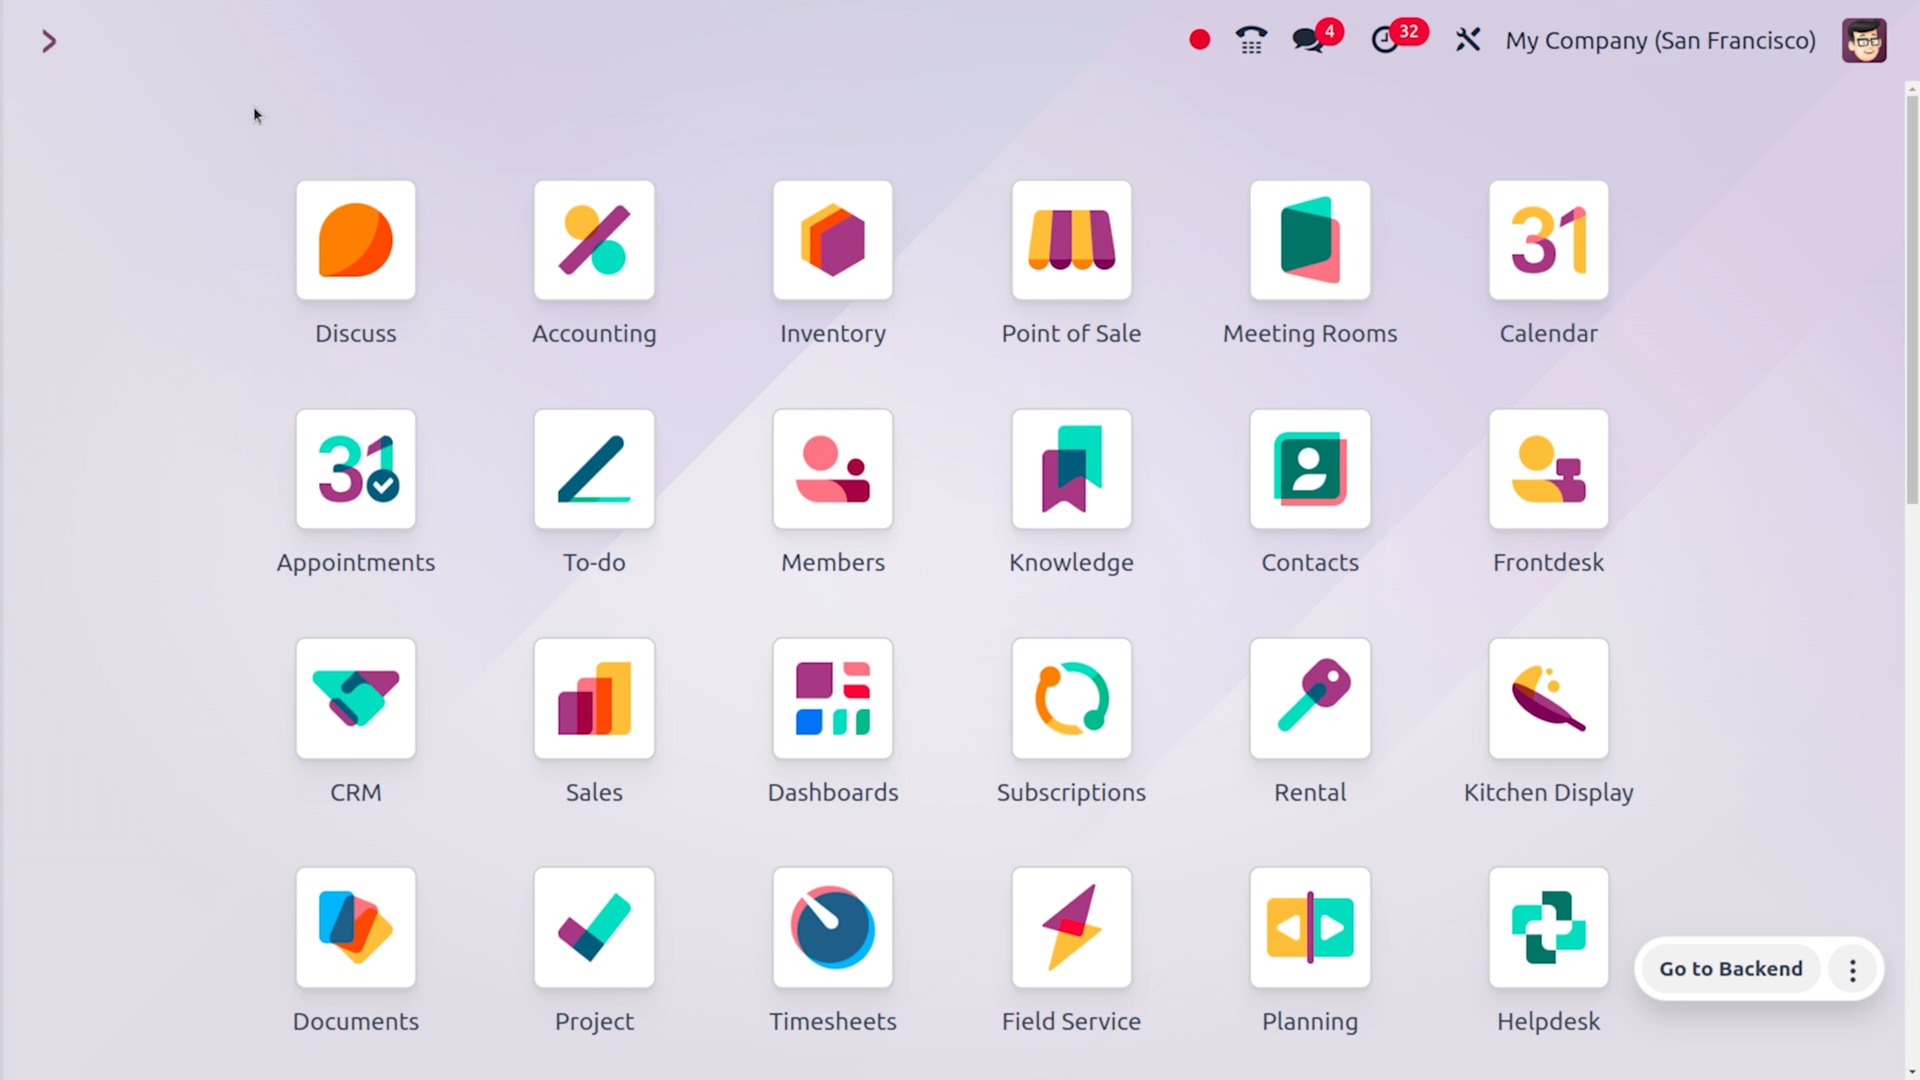 4
32
My Company (San Francisco)
Discuss
Accounting
Inventory
Point of Sale
Meeting Rooms
31
Calendar
31
Appointments
To-do
Members
Knowledge
Contacts
Frontdesk
CRM
Sales
Dashboards
Subscriptions
Rental
Kitchen Display
Documents
Project
Timesheets
Field Service
Planning
Helpdesk
Go to Backend